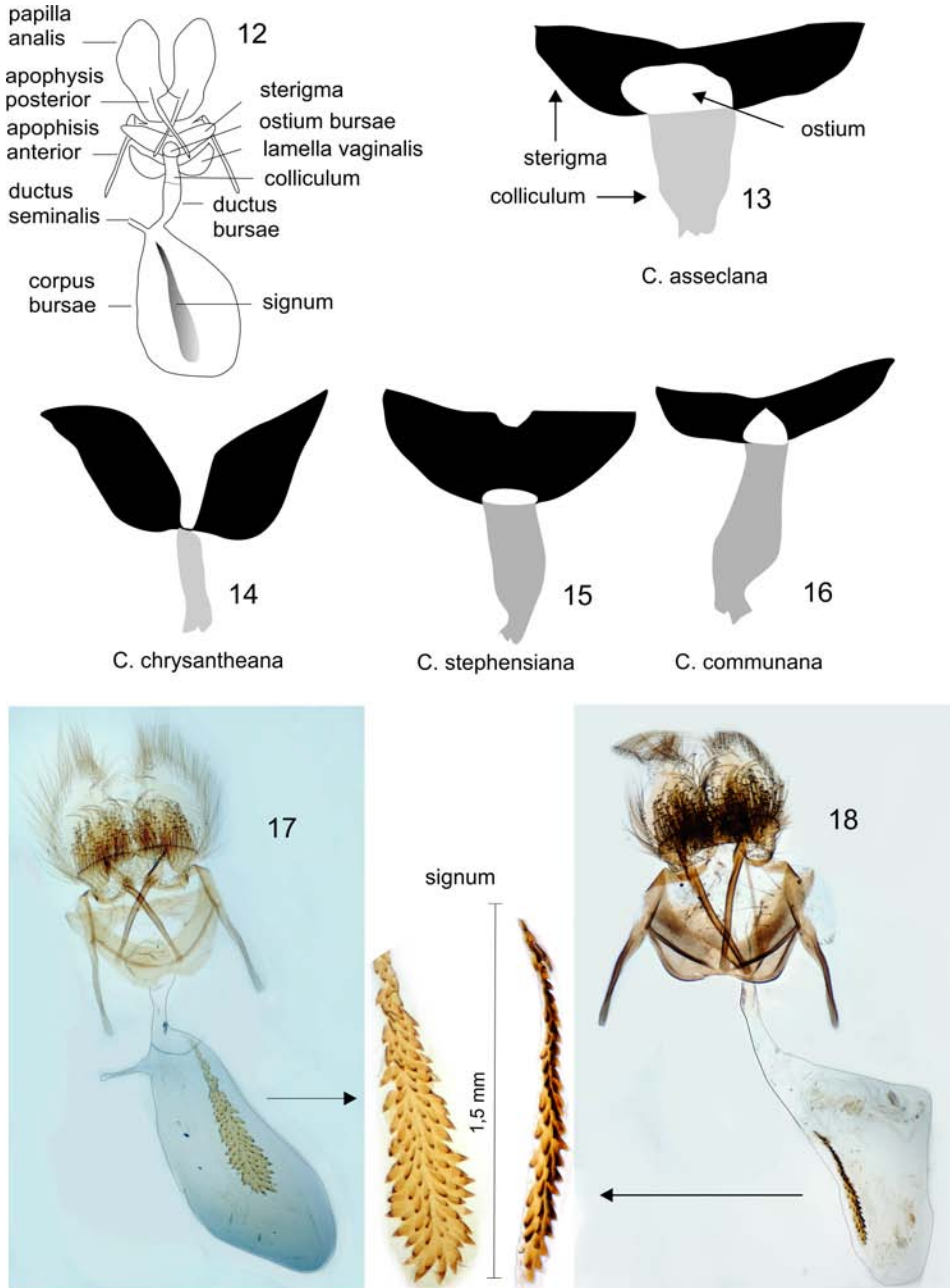 papilla
analis
12
apophysis
posterior
apophisis
anterior
ductus
seminalis
corpus
bursae
sterigma
ostium bursae
lamella vaginalis
colliculum
ductus
bursae
signum
ostium
sterigma
colliculum
13
C. asseclana
14
C. chrysantheana
15
C. stephensiana
16
C. communana
17
signum
1,5 mm
18